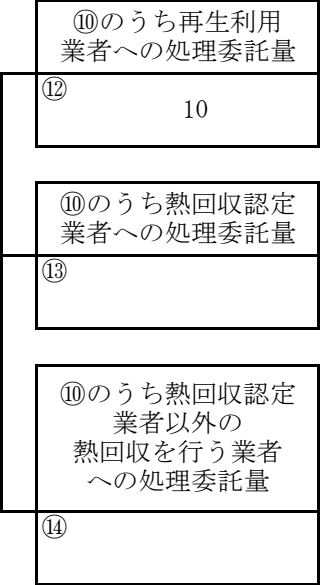 ⑩のうち再生利用
業者への処理委託量
⑫
10
⑩のうち熱回収認定
業者への処理委託量
⑬
⑩のうち熱回収認定
業者以外の
熱回収を行う業者
への処理委託量
⑭